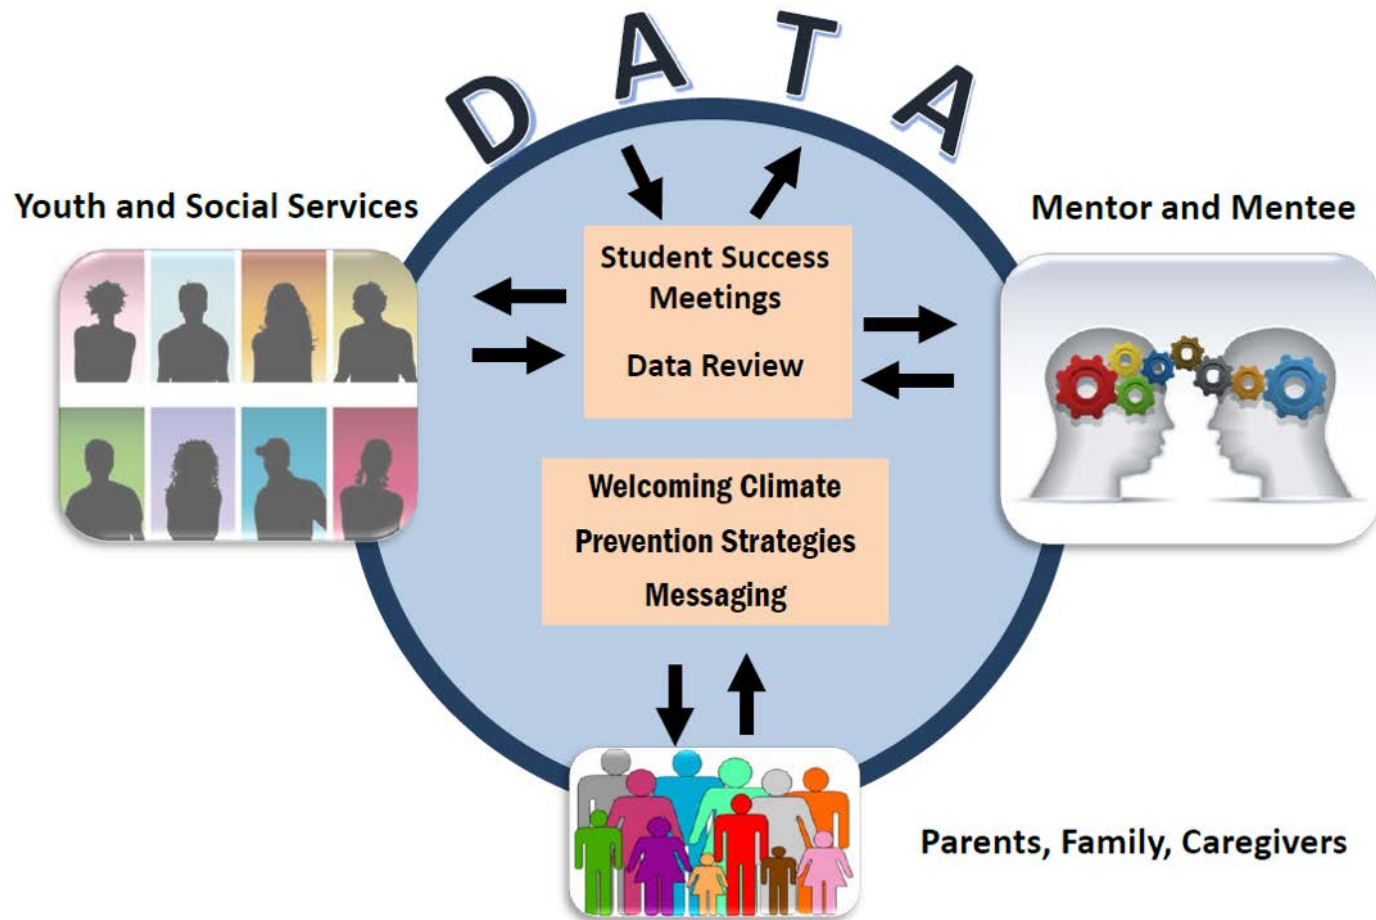 DATA
Youth and Social Services
Mentor and Mentee
Student Success
Meetings
Data Review
Welcoming Climate
Prevention Strategies
Messaging
Parents, Family, Caregivers